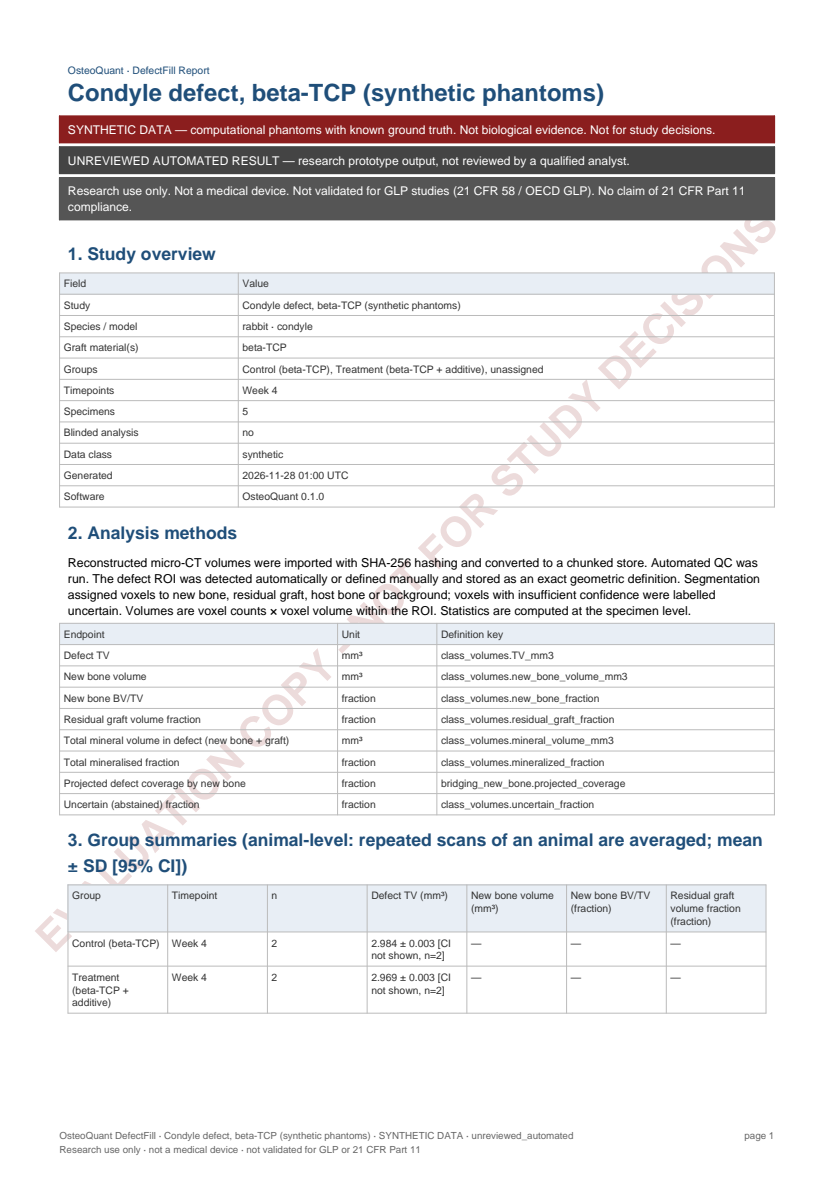 OsteoQuant - DefectFill Report
Condyle defect, beta-TCP (synthetic phantoms)
SYNTHETIC DATA — computational phantoms with known ground truth. Not biological evidence. Not for study decisions.
UNREVIEWED AUTOMATED RESULT — research prototype output, not reviewed by a qualified analyst.
Research use only. Not a medical device. Not validated for GLP studies (21 CFR 58 / OECD GLP). No claim of 21 CFR Part 11
compliance.
EVALUATION COPY - NOT FOR STUDY DECISIONS
1. Study overview
Field Value
Study Condyle defect, beta-TCP (synthetic phantoms)
Species / model rabbit · condyle
Graft material(s) beta-TCP
Groups Control (beta-TCP), Treatment (beta-TCP + additive), unassigned
Timepoints Week 4
Specimens 5
Blinded analysis no
Data class synthetic
Generated 2026-11-28 01:00 UTC
Software OsteoQuant 0.1.0
2. Analysis methods
Reconstructed micro-CT volumes were imported with SHA-256 hashing and converted to a chunked store. Automated QC was
run. The defect ROI was detected automatically or defined manually and stored as an exact geometric definition. Segmentation
assigned voxels to new bone, residual graft, host bone or background; voxels with insufficient confidence were labelled
uncertain. Volumes are voxel counts × voxel volume within the ROI. Statistics are computed at the specimen level.
Endpoint Unit Definition key
Defect TV mm³ class_volumes.TV_mm3
New bone volume mm³ class_volumes.new_bone_volume_mm3
New bone BV/TV fraction class_volumes.new_bone_fraction
Residual graft volume fraction fraction class_volumes.residual_graft_fraction
Total mineral volume in defect (new bone + graft) mm³ class_volumes.mineral_volume_mm3
Total mineralised fraction fraction class_volumes.mineralized_fraction
Projected defect coverage by new bone fraction bridging_new_bone.projected_coverage
Uncertain (abstained) fraction fraction class_volumes.uncertain_fraction
3. Group summaries (animal-level: repeated scans of an animal are averaged; mean
± SD [95% CI])
Group Timepoint n Defect TV (mm³) New bone volume (mm³) New bone BV/TV (fraction) Residual graft volume fraction (fraction)
Control (beta-TCP) Week 4 2 2.984 ± 0.003 [CI not shown, n=2] — — —
Treatment (beta-TCP + additive) Week 4 2 2.969 ± 0.003 [CI not shown, n=2] — — —
OsteoQuant DefectFill · Condyle defect, beta-TCP (synthetic phantoms) · SYNTHETIC DATA · unreviewed_automated page 1
Research use only · not a medical device · not validated for GLP or 21 CFR Part 11